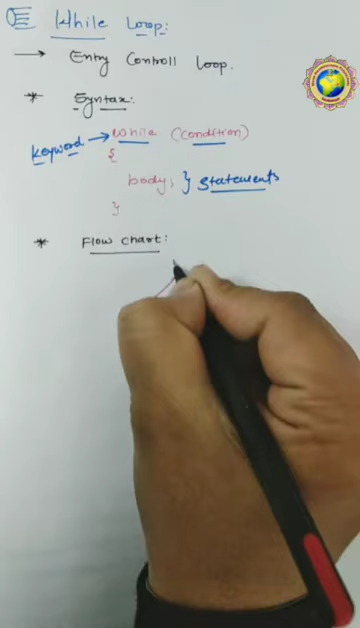 While Loop:
→ Entry Controll Loop.
* Syntax:
keyword → While (condition)
{
body; } Statements
}
* Flow chart: